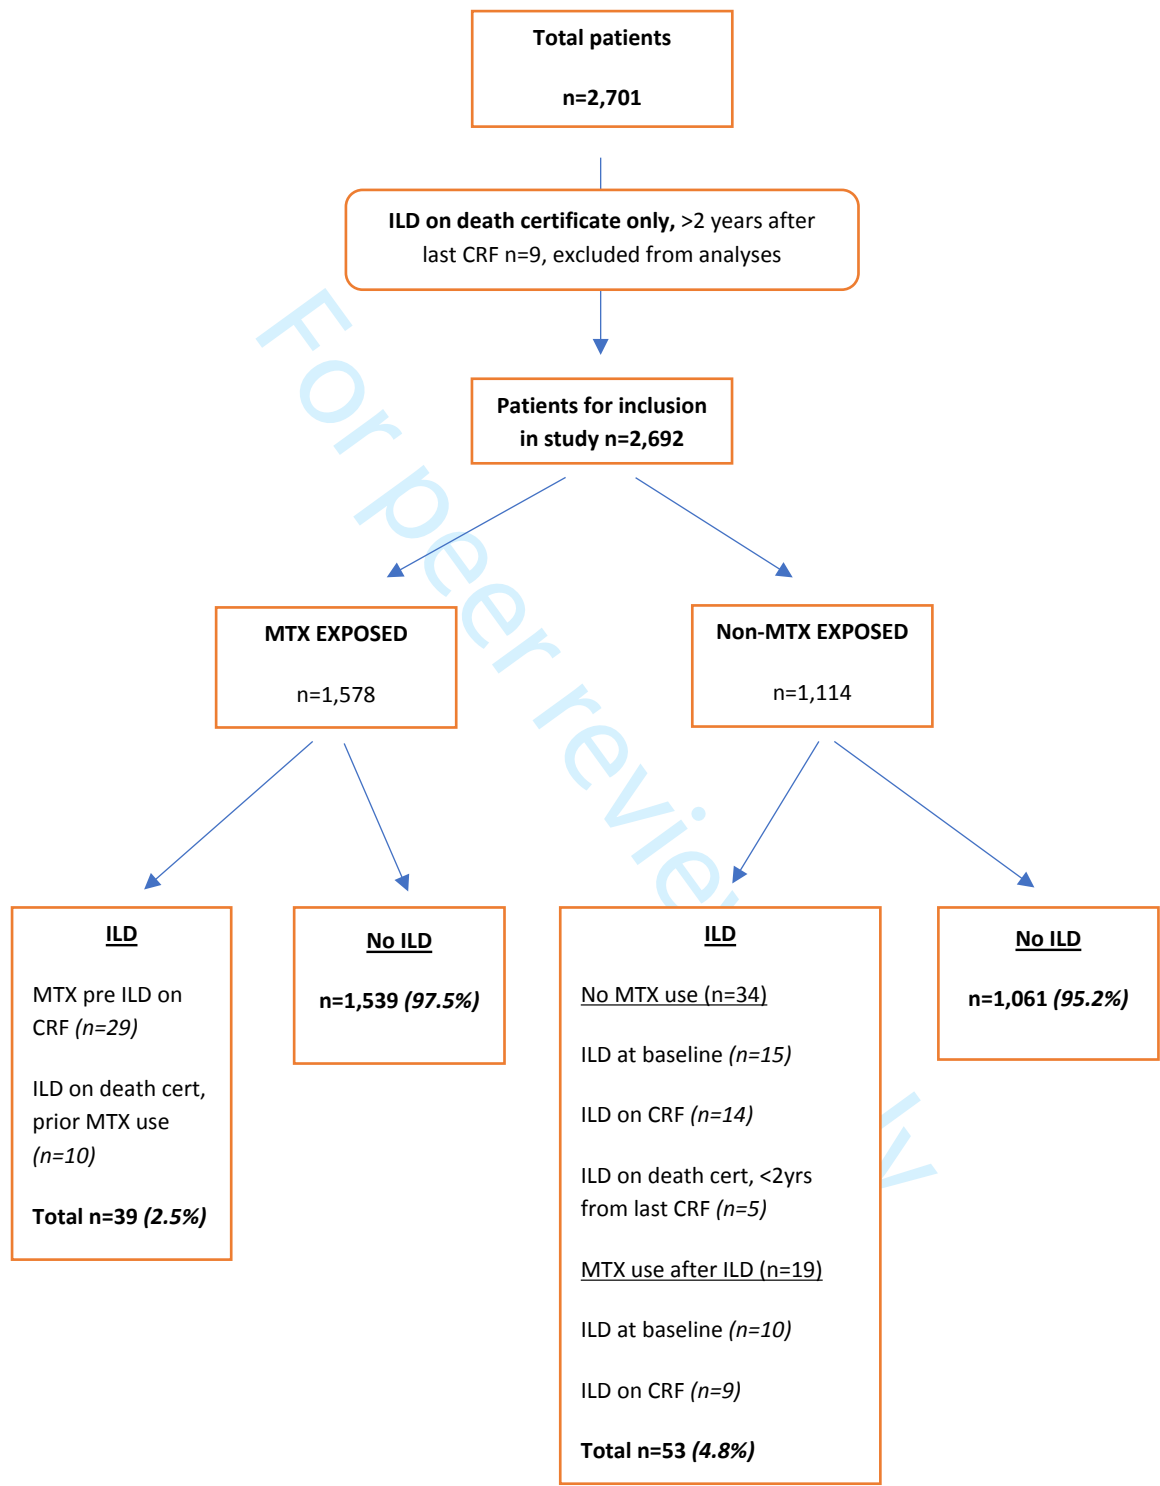 Total patients
n=2,701
ILD on death certificate only, >2 years after
last CRF n=9, excluded from analyses
Patients for inclusion
in study n=2,692
MTX EXPOSED
n=1,578
Non-MTX EXPOSED
n=1,114
ILD
MTX pre ILD on
CRF (n=29)
ILD on death cert,
prior MTX use
(n=10)
Total n=39 (2.5%)
No ILD
n=1,539 (97.5%)
ILD
No MTX use (n=34)
ILD at baseline (n=15)
ILD on CRF (n=14)
ILD on death cert, <2yrs
from last CRF (n=5)
MTX use after ILD (n=19)
ILD at baseline (n=10)
ILD on CRF (n=9)
Total n=53 (4.8%)
No ILD
n=1,061 (95.2%)
For peer review